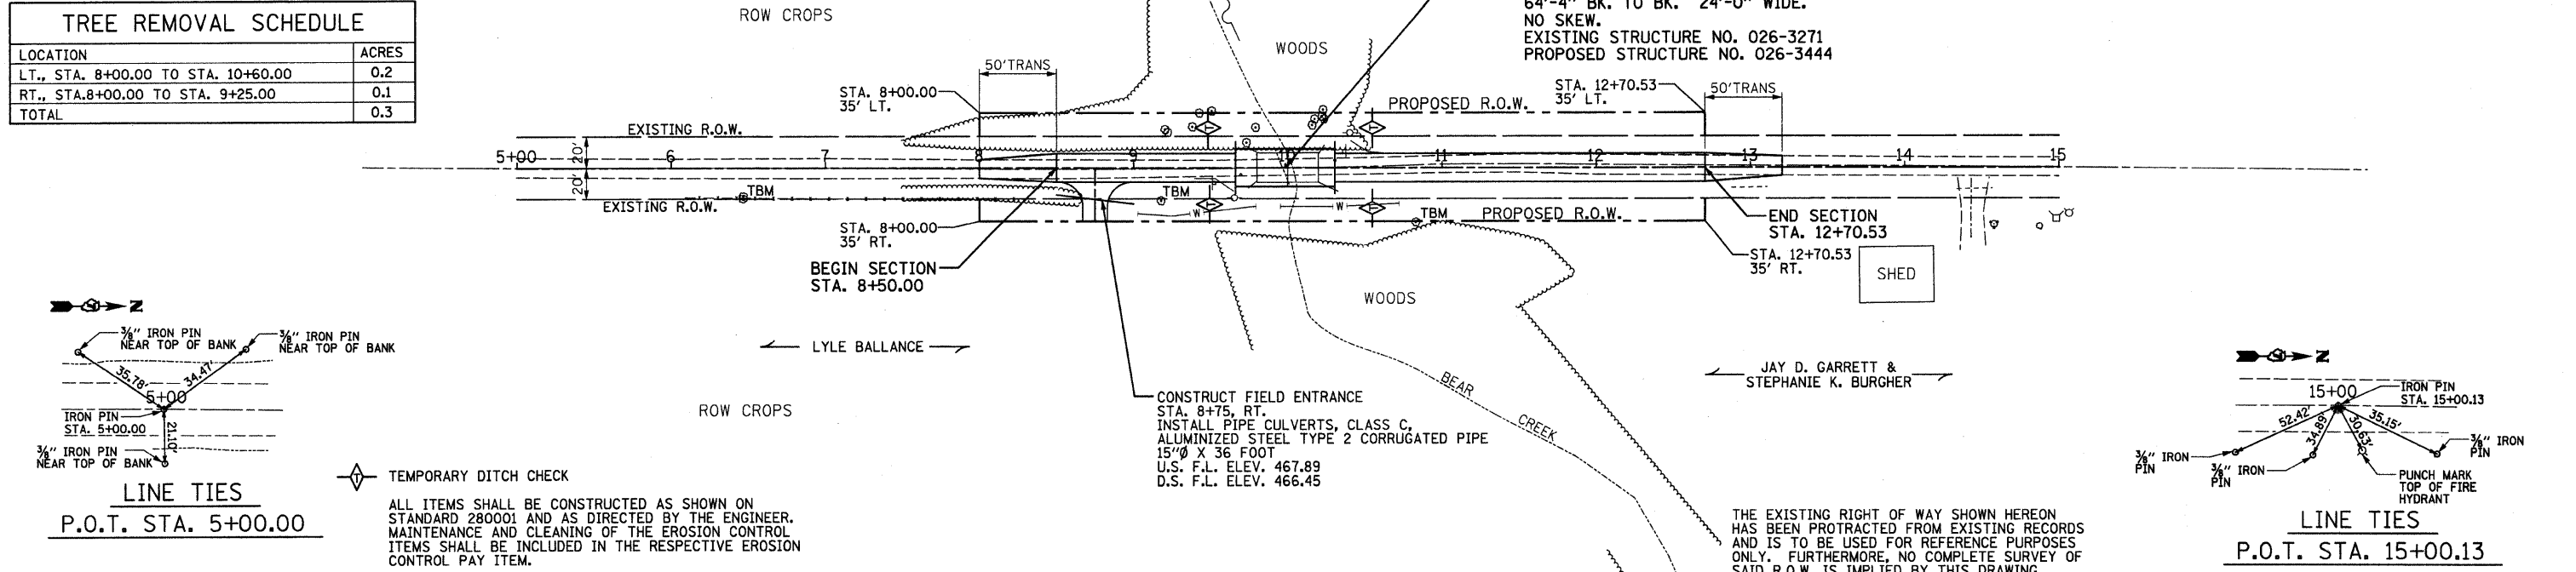 TREE REMOVAL SCHEDULE
LOCATION ACRES
LT., STA. 8+00.00 TO STA. 10+60.00 0.2
RT., STA.8+00.00 TO STA. 9+25.00 0.1
TOTAL 0.3
ROW CROPS
WOODS
64'-4" BK. TO BK. 24'-0" WIDE.
NO SKEW.
EXISTING STRUCTURE NO. 026-3271
PROPOSED STRUCTURE NO. 026-3444
50'TRANS
STA. 8+00.00
35' LT.
STA. 12+70.53
35' LT.
50'TRANS
PROPOSED R.O.W.
EXISTING R.O.W.
5+00 6 7 8 9 10 11 12 13 14 15
20'
20'
TBM
TBM
TBM
T
T
T
T
W
W
EXISTING R.O.W.
PROPOSED R.O.W.
STA. 8+00.00
35' RT.
END SECTION
STA. 12+70.53
STA. 12+70.53
35' RT.
SHED
BEGIN SECTION
STA. 8+50.00
WOODS
LYLE BALLANCE
JAY D. GARRETT &
STEPHANIE K. BURGHER
ROW CROPS
BEAR
CREEK
CONSTRUCT FIELD ENTRANCE
STA. 8+75, RT.
INSTALL PIPE CULVERTS, CLASS C,
ALUMINIZED STEEL TYPE 2 CORRUGATED PIPE
15"Ø X 36 FOOT
U.S. F.L. ELEV. 467.89
D.S. F.L. ELEV. 466.45
N
3/8" IRON PIN
NEAR TOP OF BANK
3/8" IRON PIN
NEAR TOP OF BANK
35.78'
34.47'
5+00
IRON PIN
STA. 5+00.00
21.10'
3/8" IRON PIN
NEAR TOP OF BANK
LINE TIES
P.O.T. STA. 5+00.00
T TEMPORARY DITCH CHECK
ALL ITEMS SHALL BE CONSTRUCTED AS SHOWN ON
STANDARD 280001 AND AS DIRECTED BY THE ENGINEER.
MAINTENANCE AND CLEANING OF THE EROSION CONTROL
ITEMS SHALL BE INCLUDED IN THE RESPECTIVE EROSION
CONTROL PAY ITEM.
THE EXISTING RIGHT OF WAY SHOWN HEREON
HAS BEEN PROTRACTED FROM EXISTING RECORDS
AND IS TO BE USED FOR REFERENCE PURPOSES
ONLY. FURTHERMORE, NO COMPLETE SURVEY OF
SAID R.O.W. IS IMPLIED BY THIS DRAWING
N
15+00
IRON PIN
STA. 15+00.13
52.42'
34.89'
30.63'
35.15'
3/8" IRON
PIN
3/8" IRON
PIN
3/8" IRON
PIN
PUNCH MARK
TOP OF FIRE
HYDRANT
LINE TIES
P.O.T. STA. 15+00.13